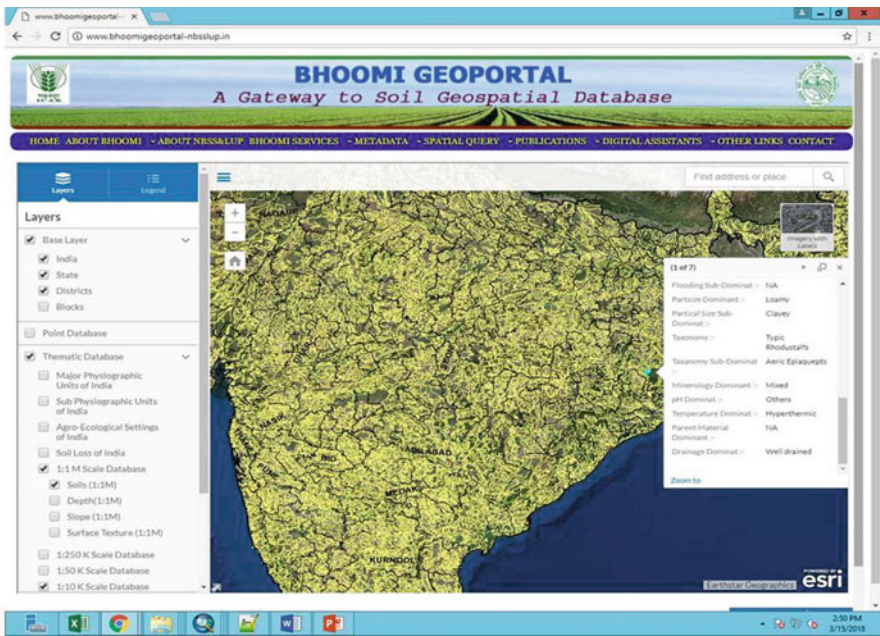 www.bhoomigeoportal-
www.bhoomigeoportal-nbsslup.in
BHOOMI GEOPORTAL
A Gateway to Soil Geospatial Database
HOME ABOUT BHOOMI ABOUT NBSS&LUP BHOOMI SERVICES METADATA SPATIAL QUERY PUBLICATIONS DIGITAL ASSISTANTS OTHER LINKS CONTACT
Layers Legend
Find address or place
Layers
Base Layer
India
State
Districts
Blocks
Point Database
Thematic Database
Major Physiographic
Units of India
Sub Physiographic Units
of India
Agro-Ecological Settings
of India
Soil Loss of India
1:1 M Scale Database
Soils (1:1M)
Depth(1:1M)
Slope (1:1M)
Surface Texture (1:1M)
1:250 K Scale Database
1:50 K Scale Database
1:10 K Scale Database
Imagery with
Labels
BID
MEDAK
KURNOOL
(1 of 7)
Flooding Sub-Dominat :- NA
Partsize Dominant :- Loamy
Partical Size Sub-
Dominat :- Clayey
Taxonomy :- Typic
Rhodustalfs
Taxanomy Sub-Dominat
:- Aeric Epiaquepts
Minerology Dominant :- Mixed
pH Dominat :- Others
Temperature Dominat :- Hyperthermic
Parent Material
Dominant :- NA
Drainage Dominat :- Well drained
Zoom to
Earthstar Geographics
POWERED BY
esri
2:50 PM
3/15/2018